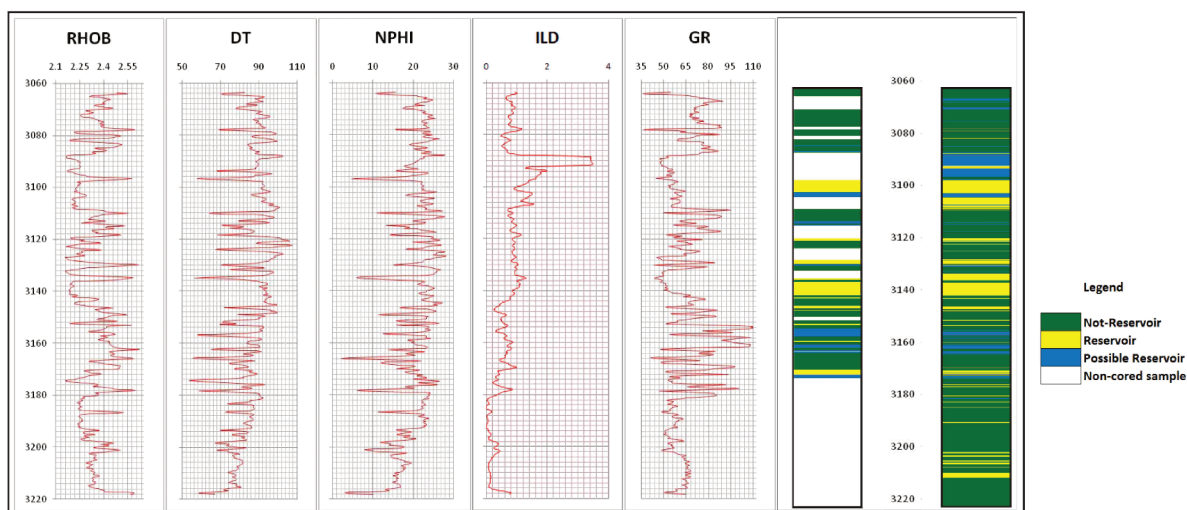 RHOB DT NPHI ILD GR
2.1 2.25 2.4 2.55 50 70 90 110 0 10 20 30 0 2 4 35 50 65 80 95 110
3060 3060
3080 3080
3100 3100
3120 3120
3140 3140
3160 3160
3180 3180
3200 3200
3220 3220
Legend
Not-Reservoir
Reservoir
Possible Reservoir
Non-cored sample